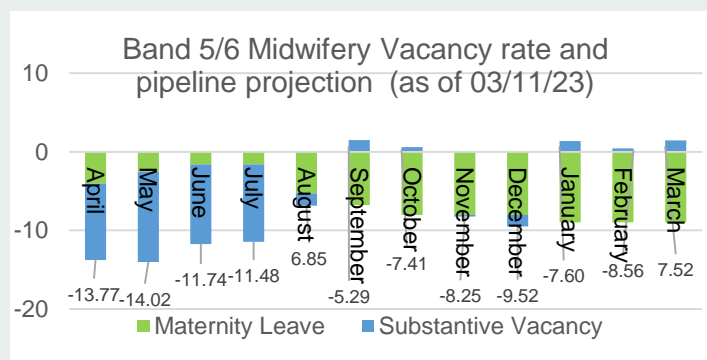 Band 5/6 Midwifery Vacancy rate and
pipeline projection (as of 03/11/23)
10
0
-10
-20
April
May
June
July
August
September
October
November
December
January
February
March
-13.77
-14.02
-11.74
-11.48
6.85
-5.29
-7.41
-8.25
-9.52
-7.60
-8.56
7.52
Maternity Leave
Substantive Vacancy